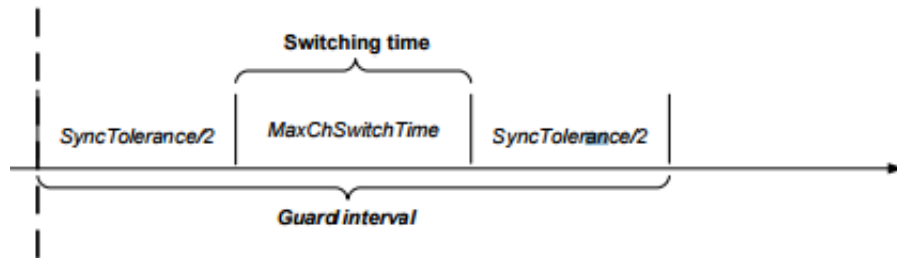 Switching time
SyncTolerance/2 MaxChSwitchTime SyncTolerance/2
Guard interval